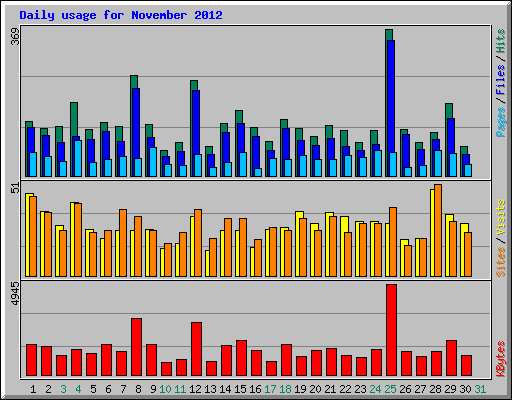 Daily usage for November 2012
369
Pages / Files / Hits
51
Sites / Visits
4945
KBytes
1 2 3 4 5 6 7 8 9 10 11 12 13 14 15 16 17 18 19 20 21 22 23 24 25 26 27 28 29 30 31